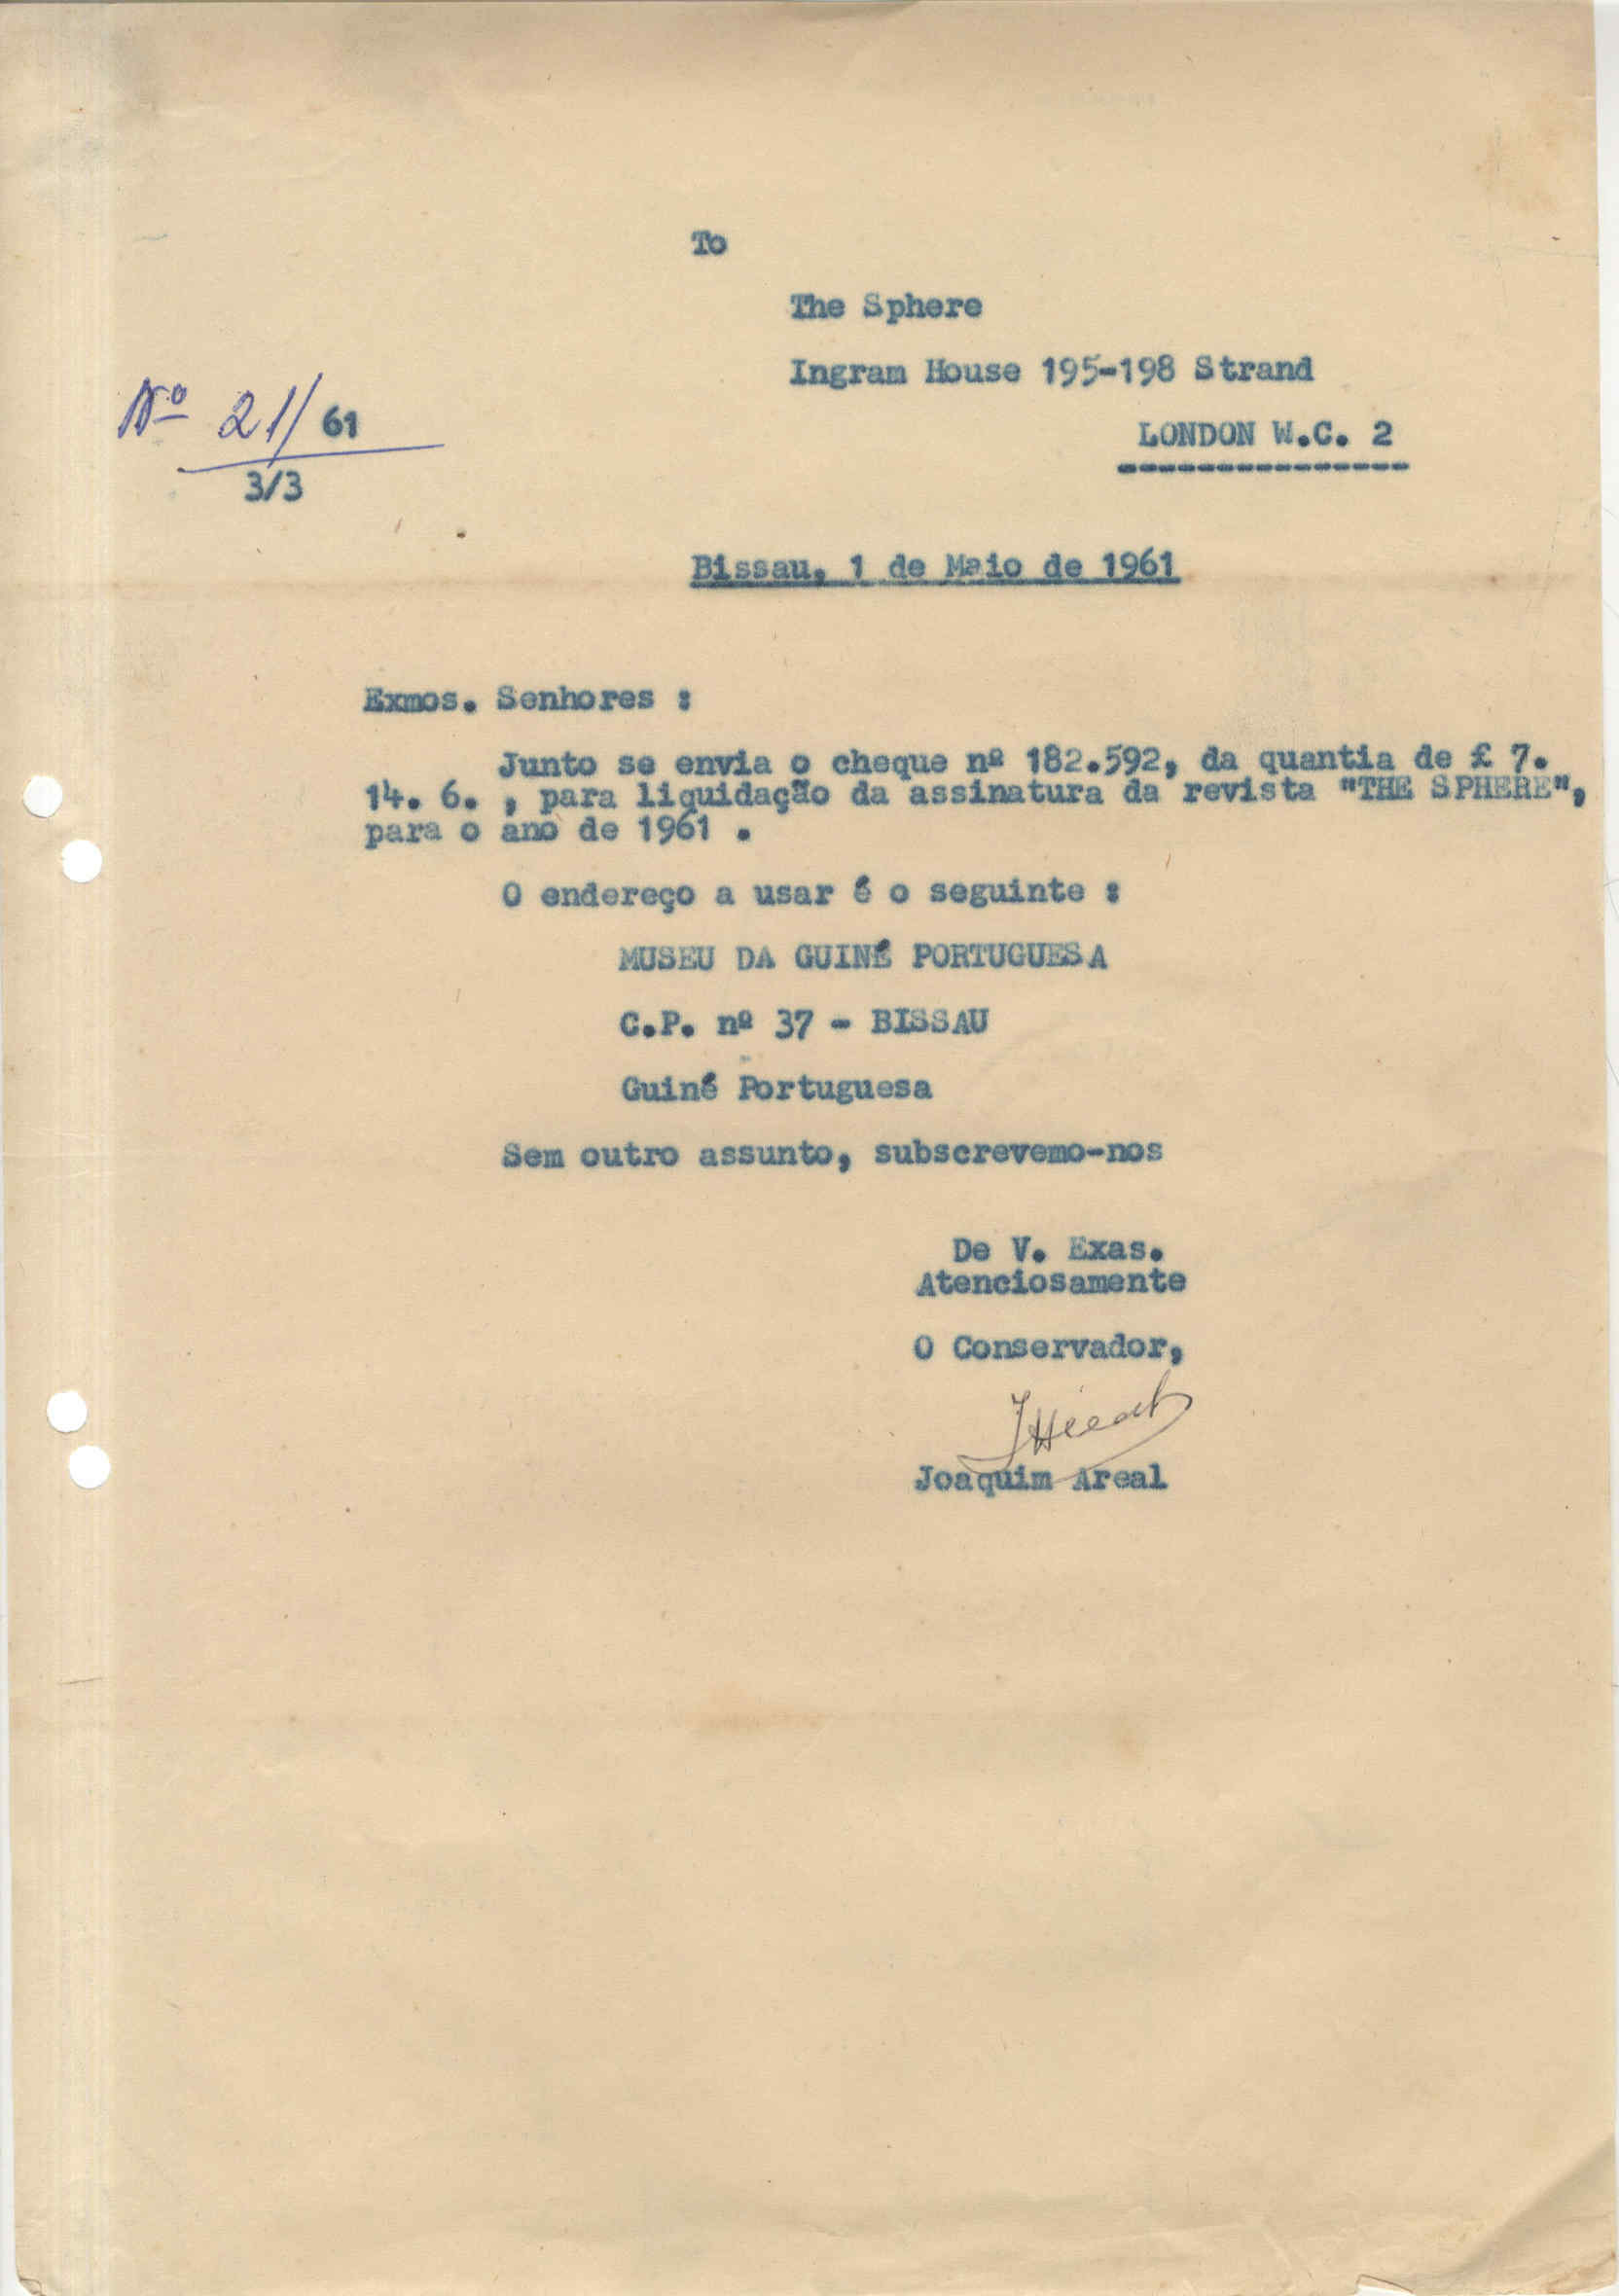 To
The Sphere
Ingram House 195-198 Strand
Nº 21/61
LONDON W.C. 2
3/3
Bissau, 1 de Maio de 1961
Exmos. Senhores :
Junto se envia o cheque nº 182.592, da quantia de £ 7.
14. 6. , para liquidação da assinatura da revista "THE SPHERE",
para o ano de 1961 .
O endereço a usar é o seguinte :
MUSEU DA GUINÉ PORTUGUESA
C.P. nº 37 - BISSAU
Guiné Portuguesa
Sem outro assunto, subscrevemo-nos
De V. Exas.
Atenciosamente
O Conservador,
Joaquim Areal